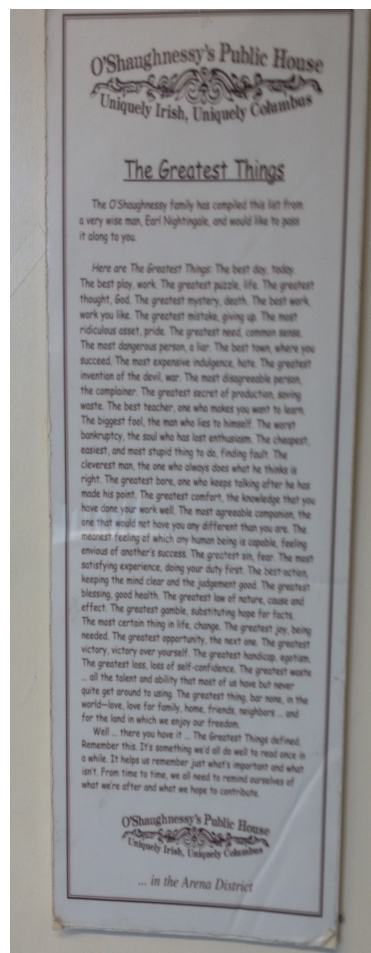 O'Shaughnessy's Public House
Uniquely Irish, Uniquely Columbus
The Greatest Things
The O'Shaughnessy family has compiled this list from
a very wise man, Earl Nightingale, and would like to pass
it along to you.
Here are The Greatest Things: The best day, today.
The best play, work. The greatest puzzle, life. The greatest
thought, God. The greatest mystery, death. The best work,
work you like. The greatest mistake, giving up. The most
ridiculous asset, pride. The greatest need, common sense.
The most dangerous person, a liar. The best town, where you
succeed. The most expensive indulgence, hate. The greatest
invention of the devil, war. The most disagreeable person,
the complainer. The greatest secret of production, saving
waste. The best teacher, one who makes you want to learn.
The biggest fool, the man who lies to himself. The worst
bankruptcy, the soul who has lost enthusiasm. The cheapest,
easiest, and most stupid thing to do, finding fault. The
cleverest man, the one who always does what he thinks is
right. The greatest bore, one who keeps talking after he has
made his point. The greatest comfort, the knowledge that you
have done your work well. The most agreeable companion, the
one that would not have you any different than you are. The
meanest feeling of which any human being is capable, feeling
envious of another's success. The greatest sin, fear. The most
satisfying experience, doing your duty first. The best action,
keeping the mind clear and the judgement good. The greatest
blessing, good health. The greatest law of nature, cause and
effect. The greatest gamble, substituting hope for facts.
The most certain thing in life, change. The greatest joy, being
needed. The greatest opportunity, the next one. The greatest
victory, victory over yourself. The greatest handicap, egotism.
The greatest loss, loss of self-confidence. The greatest waste
... all the talent and ability that most of us have but never
quite get around to using. The greatest thing, bar none, in the
world—love, love for family, home, friends, neighbors ... and
for the land in which we enjoy our freedom.
Well ... there you have it ... The Greatest Things defined.
Remember this. It's something we'd all do well to read once in
a while. It helps us remember just what's important and what
isn't. From time to time, we all need to remind ourselves of
what we're after and what we hope to contribute.
O'Shaughnessy's Public House
Uniquely Irish, Uniquely Columbus
... in the Arena District